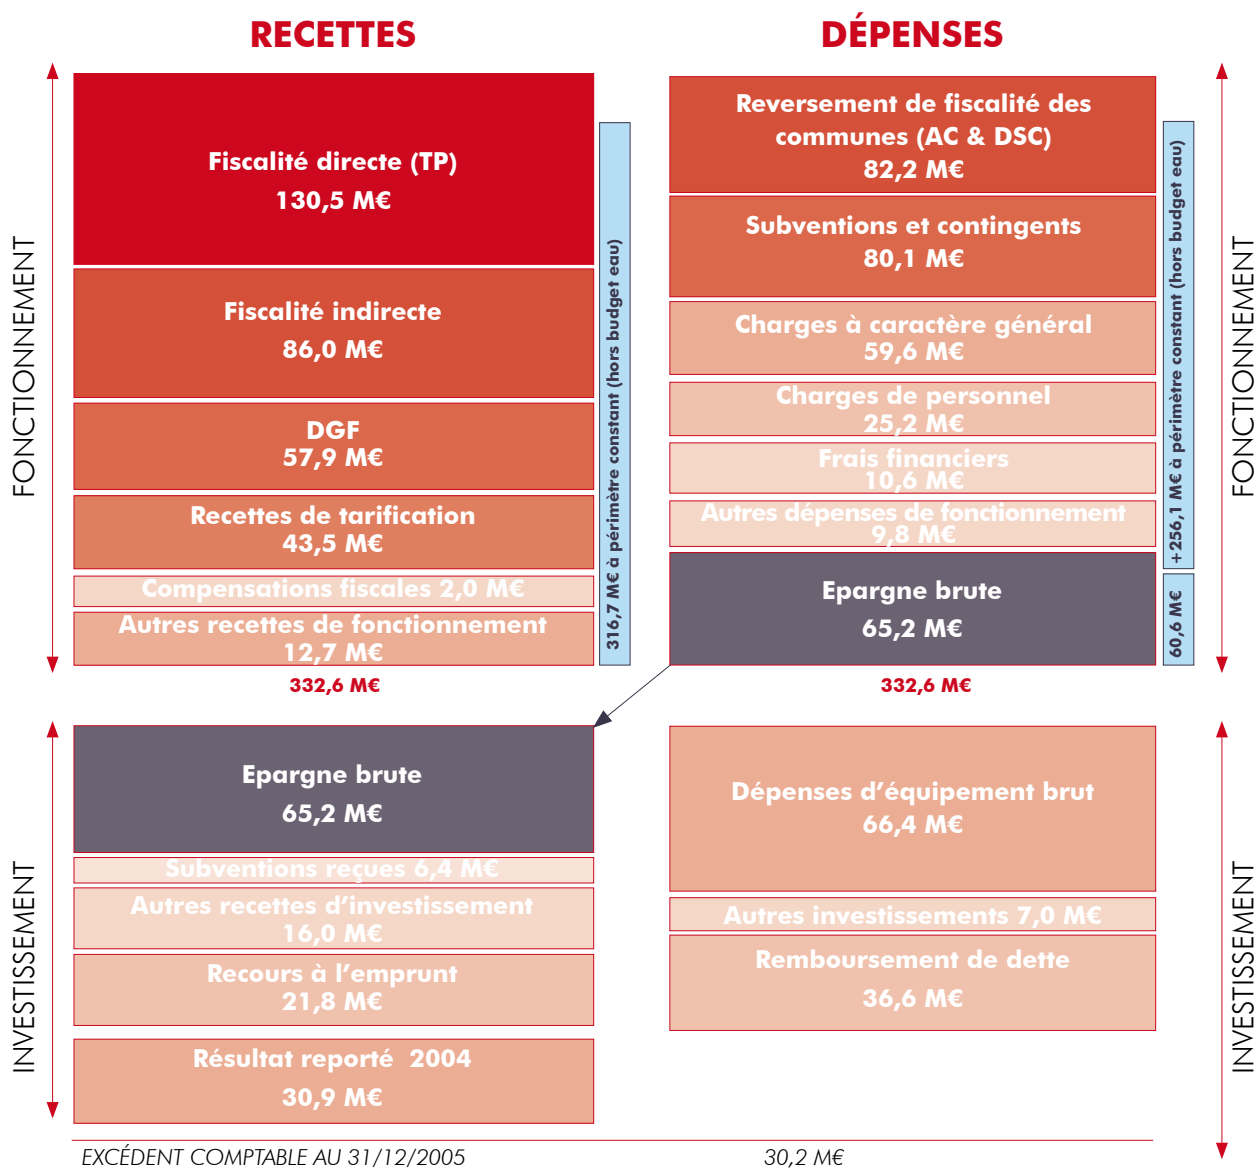 RECETTES
DÉPENSES
FONCTIONNEMENT
Fiscalité directe (TP)
130,5 M€
Fiscalité indirecte
86,0 M€
DGF
57,9 M€
Recettes de tarification
43,5 M€
Compensations fiscales 2,0 M€
Autres recettes de fonctionnement
12,7 M€
332,6 M€
316,7 M€ à périmètre constant (hors budget eau)
Reversement de fiscalité des
communes (AC & DSC)
82,2 M€
Subventions et contingents
80,1 M€
Charges à caractère général
59,6 M€
Charges de personnel
25,2 M€
Frais financiers
10,6 M€
Autres dépenses de fonctionnement
9,8 M€
Epargne brute
65,2 M€
332,6 M€
+256,1 M€ à périmètre constant (hors budget eau)
60,6 M€
FONCTIONNEMENT
INVESTISSEMENT
Epargne brute
65,2 M€
Subventions reçues 6,4 M€
Autres recettes d'investissement
16,0 M€
Recours à l'emprunt
21,8 M€
Résultat reporté 2004
30,9 M€
Dépenses d'équipement brut
66,4 M€
Autres investissements 7,0 M€
Remboursement de dette
36,6 M€
INVESTISSEMENT
EXCÉDENT COMPTABLE AU 31/12/2005 30,2 M€